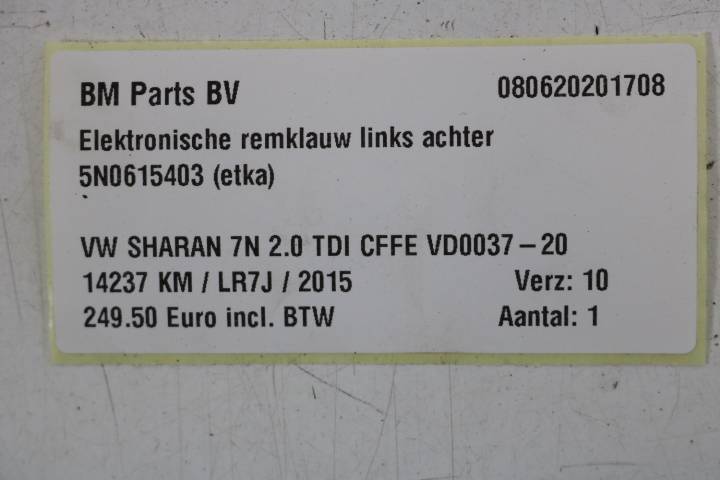 BM Parts BV 080620201708
Elektronische remklauw links achter
5N0615403 (etka)
VW SHARAN 7N 2.0 TDI CFFE VD0037-20
14237 KM / LR7J / 2015 Verz: 10
249.50 Euro incl. BTW Aantal: 1